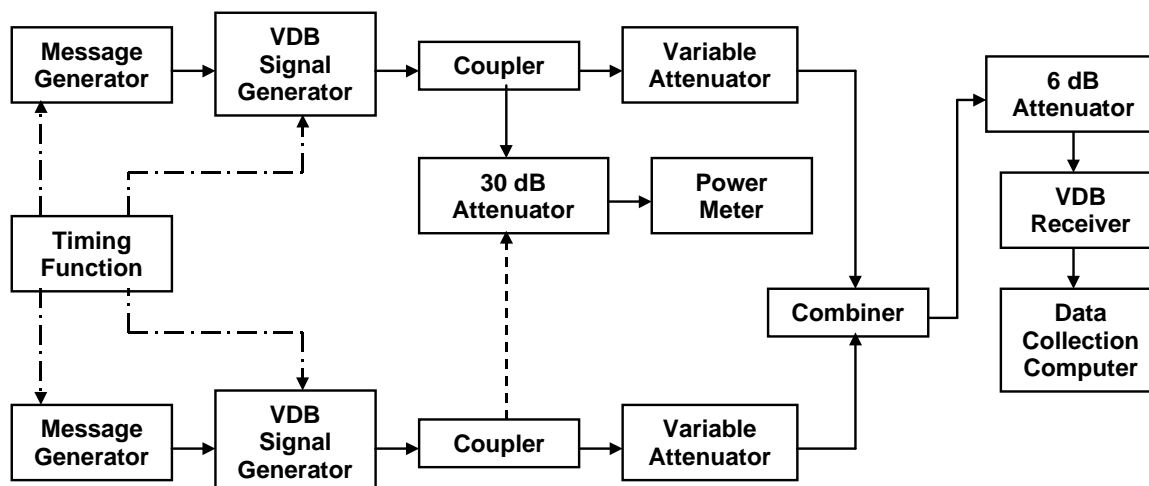 Message
Generator
VDB
Signal
Generator
Coupler
Variable
Attenuator
6 dB
Attenuator
30 dB
Attenuator
Power
Meter
VDB
Receiver
Timing
Function
Combiner
Data
Collection
Computer
Message
Generator
VDB
Signal
Generator
Coupler
Variable
Attenuator